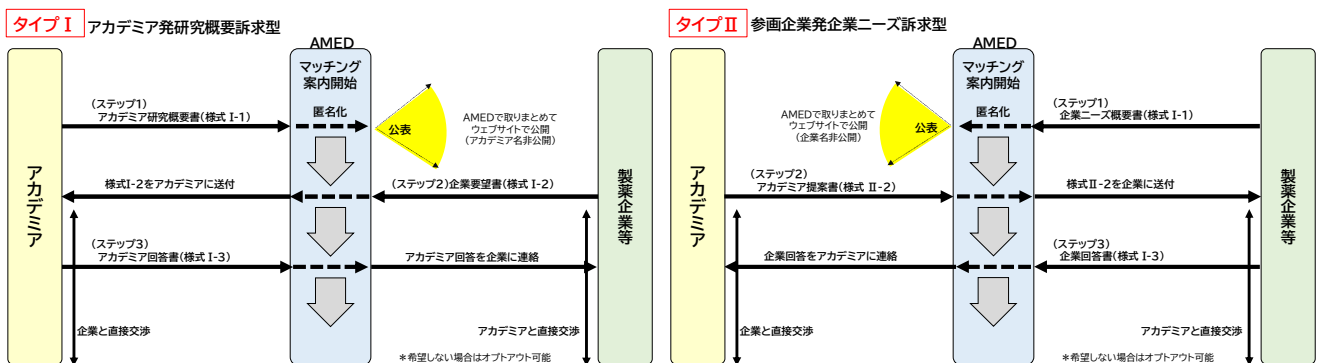 タイプⅠ アカデミア発研究概要訴求型
AMED
マッチング
案内開始
匿名化
(ステップ1)
アカデミア研究概要書(様式 I-1)
公表
AMEDで取りまとめて
ウェブサイトで公開
(アカデミア名非公開)
アカデミア
製薬企業等
様式I-2をアカデミアに送付
(ステップ2)企業要望書(様式 I-2)
(ステップ3)
アカデミア回答書(様式 I-3)
アカデミア回答を企業に連絡
企業と直接交渉
アカデミアと直接交渉
*希望しない場合はオプトアウト可能
タイプⅡ 参画企業発企業ニーズ訴求型
AMED
マッチング
案内開始
匿名化
(ステップ1)
企業ニーズ概要書(様式 I-1)
公表
AMEDで取りまとめて
ウェブサイトで公開
(企業名非公開)
アカデミア
製薬企業等
(ステップ2)
アカデミア提案書(様式 II-2)
様式II-2を企業に送付
(ステップ3)
企業回答書(様式 I-3)
企業回答をアカデミアに連絡
企業と直接交渉
アカデミアと直接交渉
*希望しない場合はオプトアウト可能